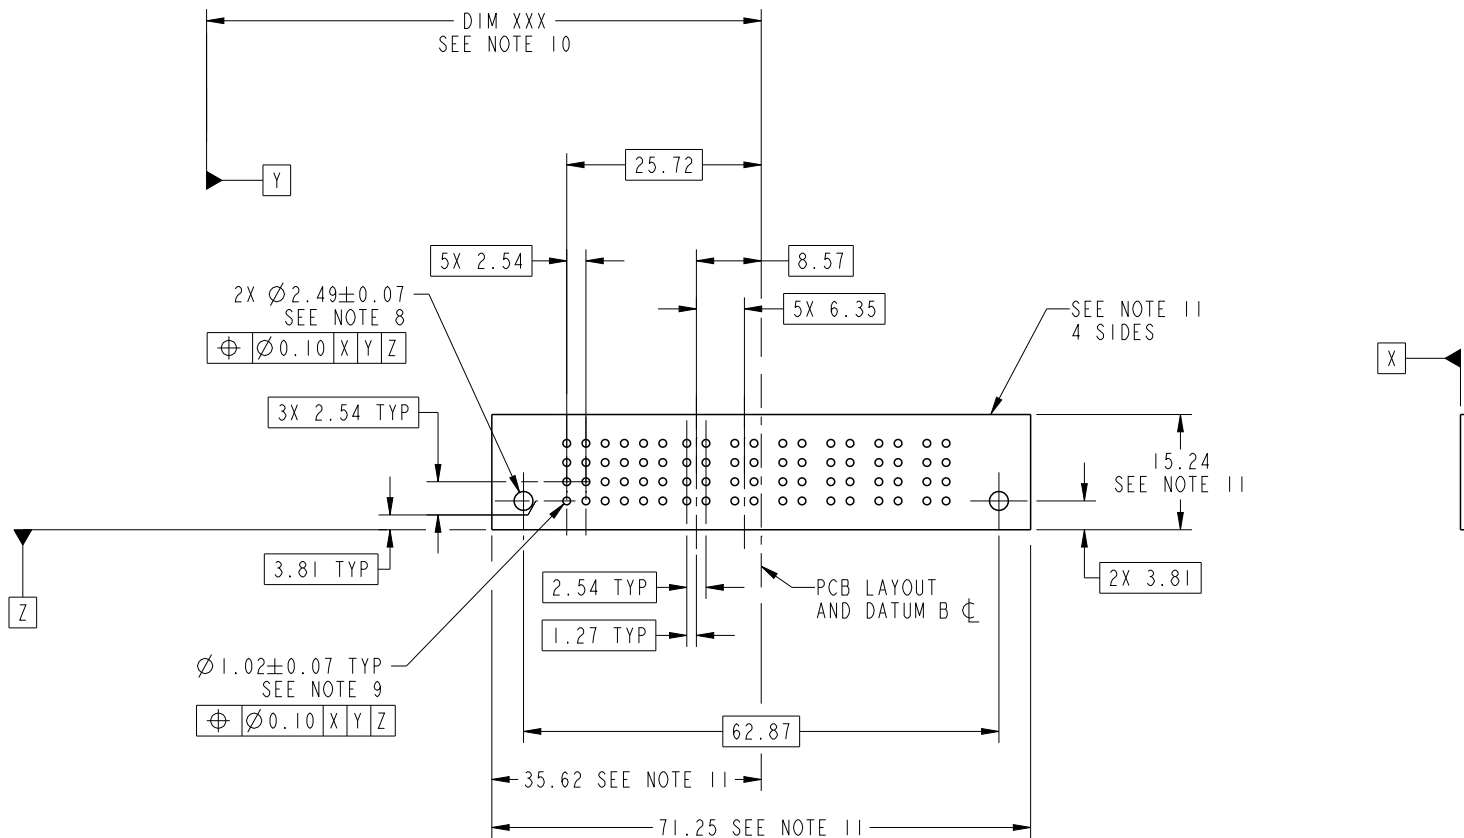 DIM XXX
SEE NOTE 10
25.72
Y
5X 2.54
8.57
2X Ø2.49±0.07
SEE NOTE 8
⌖ Ø0.10 X Y Z
5X 6.35
SEE NOTE 11
4 SIDES
X
3X 2.54 TYP
15.24
SEE NOTE 11
3.81 TYP
2.54 TYP
PCB LAYOUT
AND DATUM B ℄
2X 3.81
Z
1.27 TYP
Ø1.02±0.07 TYP
SEE NOTE 9
⌖ Ø0.10 X Y Z
62.87
35.62 SEE NOTE 11
71.25 SEE NOTE 11